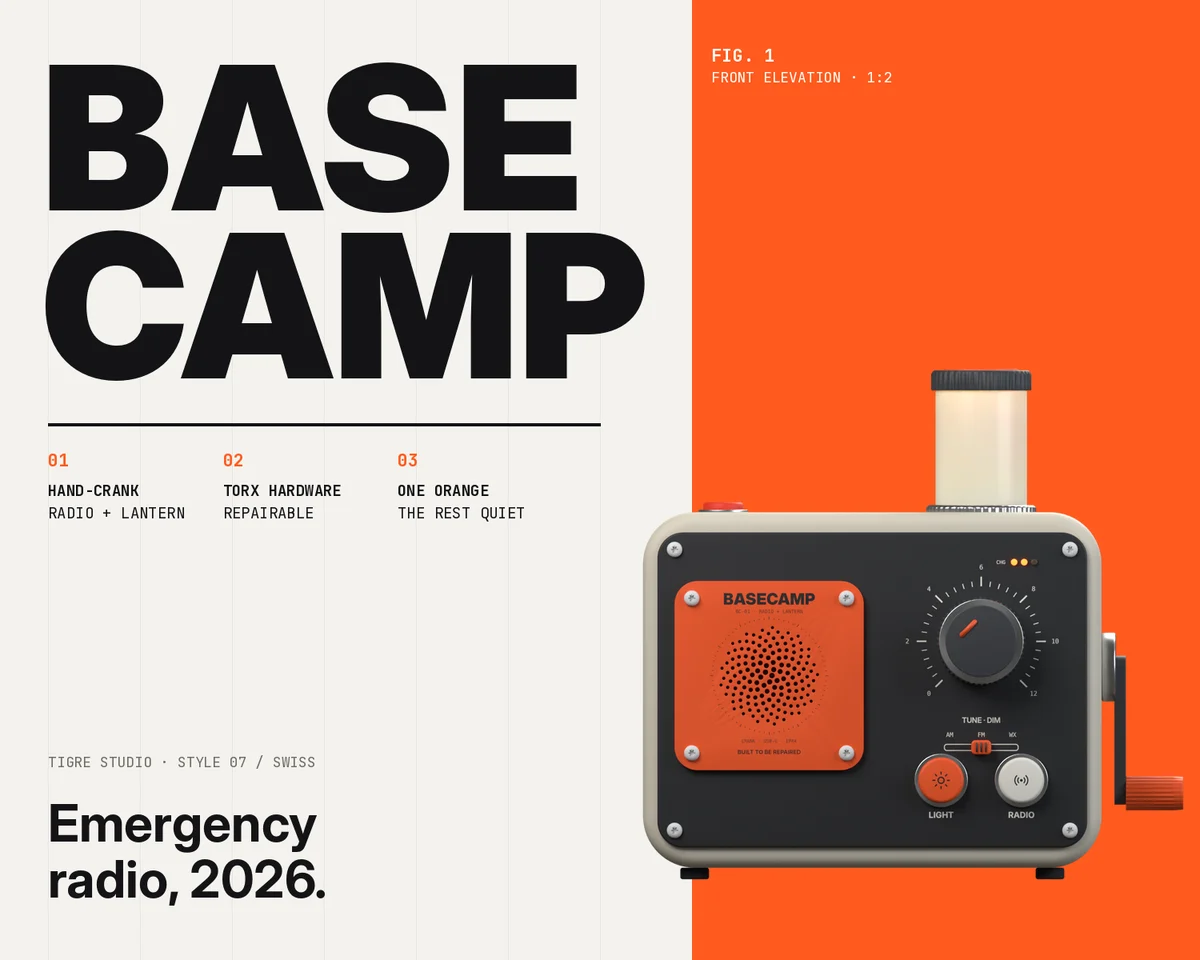 BASE
CAMP
FIG. 1
FRONT ELEVATION · 1:2
01
HAND-CRANK
RADIO + LANTERN
02
TORX HARDWARE
REPAIRABLE
03
ONE ORANGE
THE REST QUIET
TIGRE STUDIO · STYLE 07 / SWISS
Emergency
radio, 2026.
BASECAMP
BUILT TO BE REPAIRED
CHG
0 2 4 6 8 10 12
TUNE·DIM
AM FM WX
LIGHT RADIO